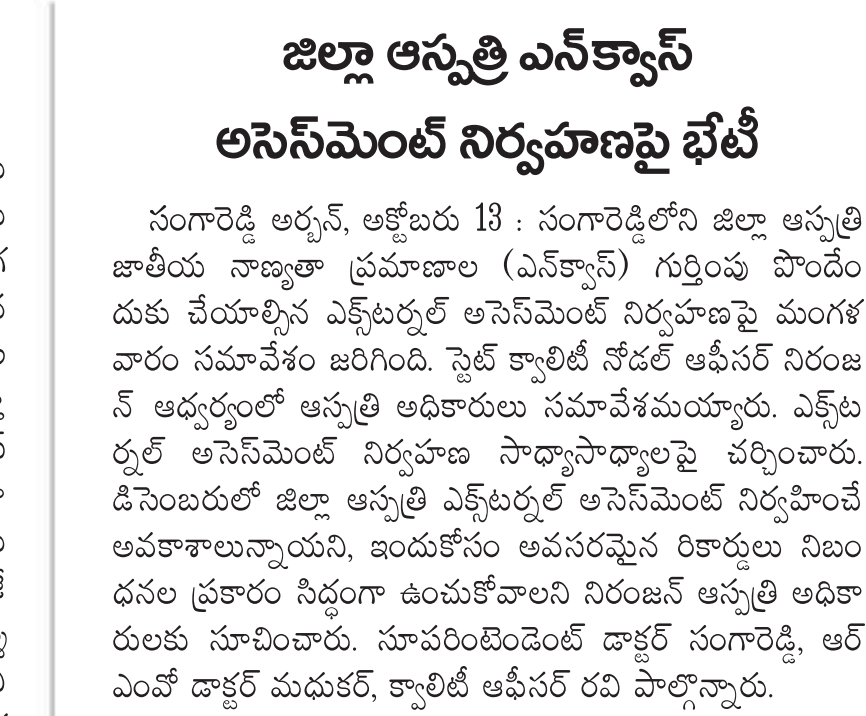 జిల్లా ఆస్పత్రి ఎన్‌క్వాస్
అసెస్‌మెంట్ నిర్వహణపై భేటీ
సంగారెడ్డి అర్బన్, అక్టోబరు 13 : సంగారెడ్డిలోని జిల్లా ఆస్పత్రి
జాతీయ నాణ్యతా ప్రమాణాల (ఎన్‌క్వాస్) గుర్తింపు పొందేం
దుకు చేయాల్సిన ఎక్స్‌టర్నల్ అసెస్‌మెంట్ నిర్వహణపై మంగళ
వారం సమావేశం జరిగింది. స్టెట్ క్వాలిటీ నోడల్ ఆఫీసర్ నిరంజ
న్ ఆధ్వర్యంలో ఆస్పత్రి అధికారులు సమావేశమయ్యారు. ఎక్స్‌ట
ర్నల్ అసెస్‌మెంట్ నిర్వహణ సాధ్యాసాధ్యాలపై చర్చించారు.
డిసెంబరులో జిల్లా ఆస్పత్రి ఎక్స్‌టర్నల్ అసెస్‌మెంట్ నిర్వహించే
అవకాశాలున్నాయని, ఇందుకోసం అవసరమైన రికార్డులు నిబం
ధనల ప్రకారం సిద్ధంగా ఉంచుకోవాలని నిరంజన్ ఆస్పత్రి అధికా
రులకు సూచించారు. సూపరింటెండెంట్ డాక్టర్ సంగారెడ్డి, ఆర్
ఎంవో డాక్టర్ మధుకర్, క్వాలిటీ ఆఫీసర్ రవి పాల్గొన్నారు.